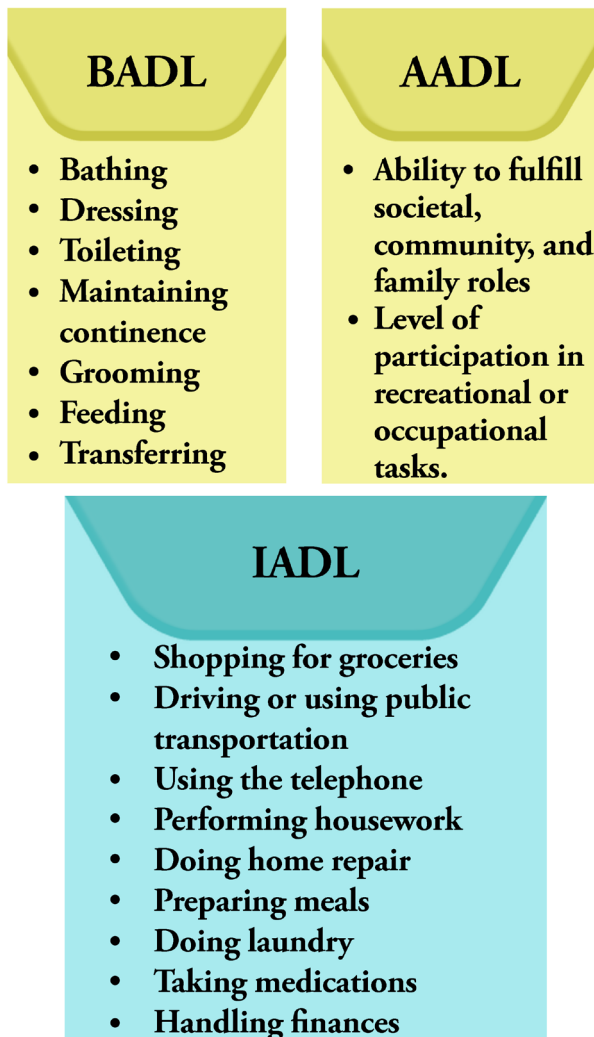 BADL
• Bathing
• Dressing
• Toileting
• Maintaining
continence
• Grooming
• Feeding
• Transferring
AADL
• Ability to fulfill
societal,
community, and
family roles
• Level of
participation in
recreational or
occupational
tasks.
IADL
• Shopping for groceries
• Driving or using public
transportation
• Using the telephone
• Performing housework
• Doing home repair
• Preparing meals
• Doing laundry
• Taking medications
• Handling finances